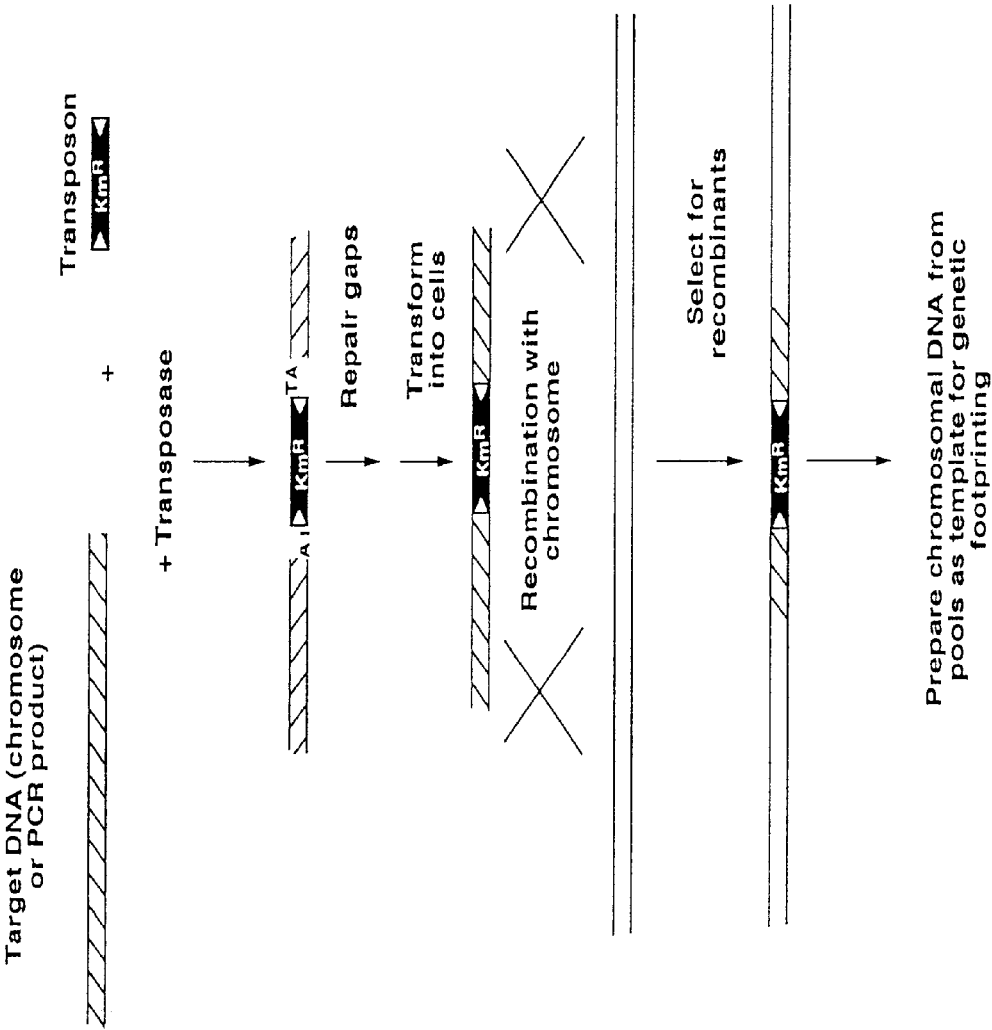 Target DNA (chromosome
or PCR product)
+
Transposon
KmR
+ Transposase
TA
KmR
Repair gaps
Transform
into cells
KmR
Recombination with
chromosome
Select for
recombinants
KmR
Prepare chromosomal DNA from
pools as template for genetic
footprinting